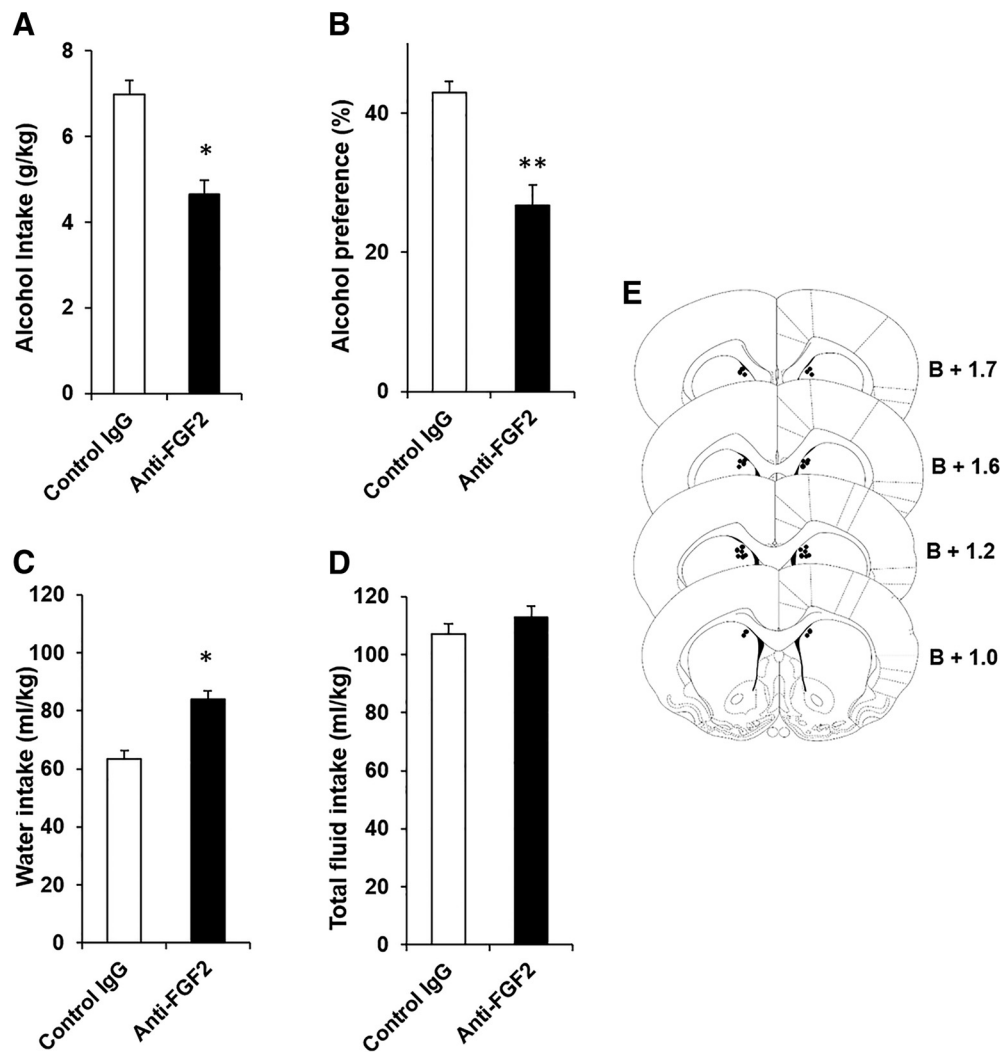 A
Alcohol Intake (g/kg)
8
6
4
2
0
*
Control IgG
Anti-FGF2
B
Alcohol preference (%)
40
20
0
**
Control IgG
Anti-FGF2
C
Water intake (ml/kg)
120
100
80
60
40
20
0
*
Control IgG
Anti-FGF2
D
Total fluid intake (ml/kg)
120
100
80
60
40
20
0
Control IgG
Anti-FGF2
E
B + 1.7
B + 1.6
B + 1.2
B + 1.0